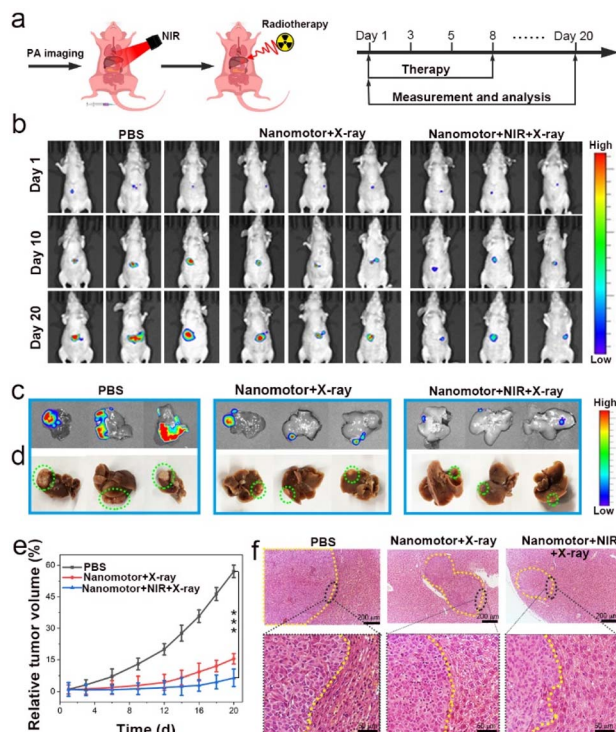 a
PA imaging
NIR
Radiotherapy
Day 1 3 5 8 ...... Day 20
Therapy
Measurement and analysis
b
PBS Nanomotor+X-ray Nanomotor+NIR+X-ray
High
Day 1
Day 10
Day 20
Low
c
PBS Nanomotor+X-ray Nanomotor+NIR+X-ray
High
d
Low
e
Relative tumor volume (%)
60
45
30
15
0
PBS
Nanomotor+X-ray
Nanomotor+NIR+X-ray
***
0 4 8 12 16 20
Time (d)
f
PBS Nanomotor+X-ray Nanomotor+NIR
+X-ray
200 μm 200 μm 200 μm
50 μm 50 μm